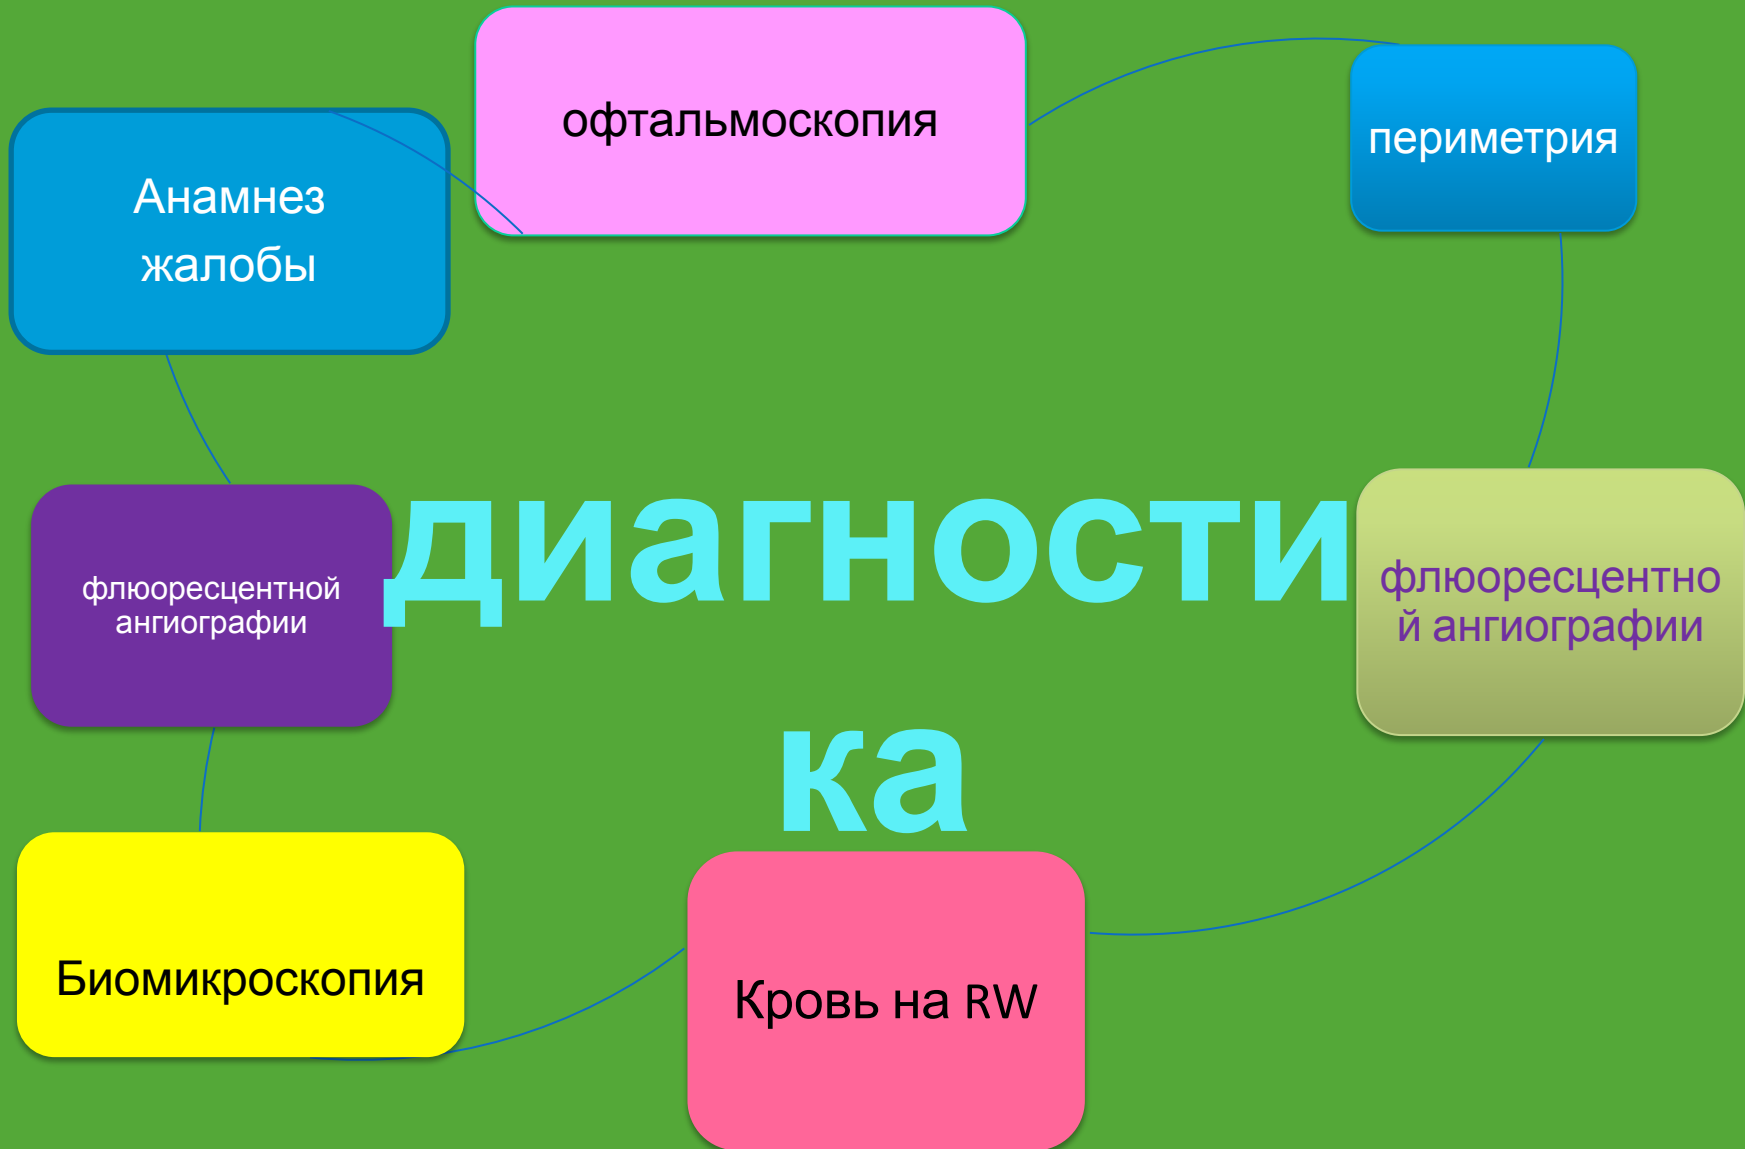 офтальмоскопия
периметрия
Анамнез
жалобы
диагности
ка
флюоресцентной
ангиографии
флюоресцентно
й ангиографии
Биомикроскопия
Кровь на RW